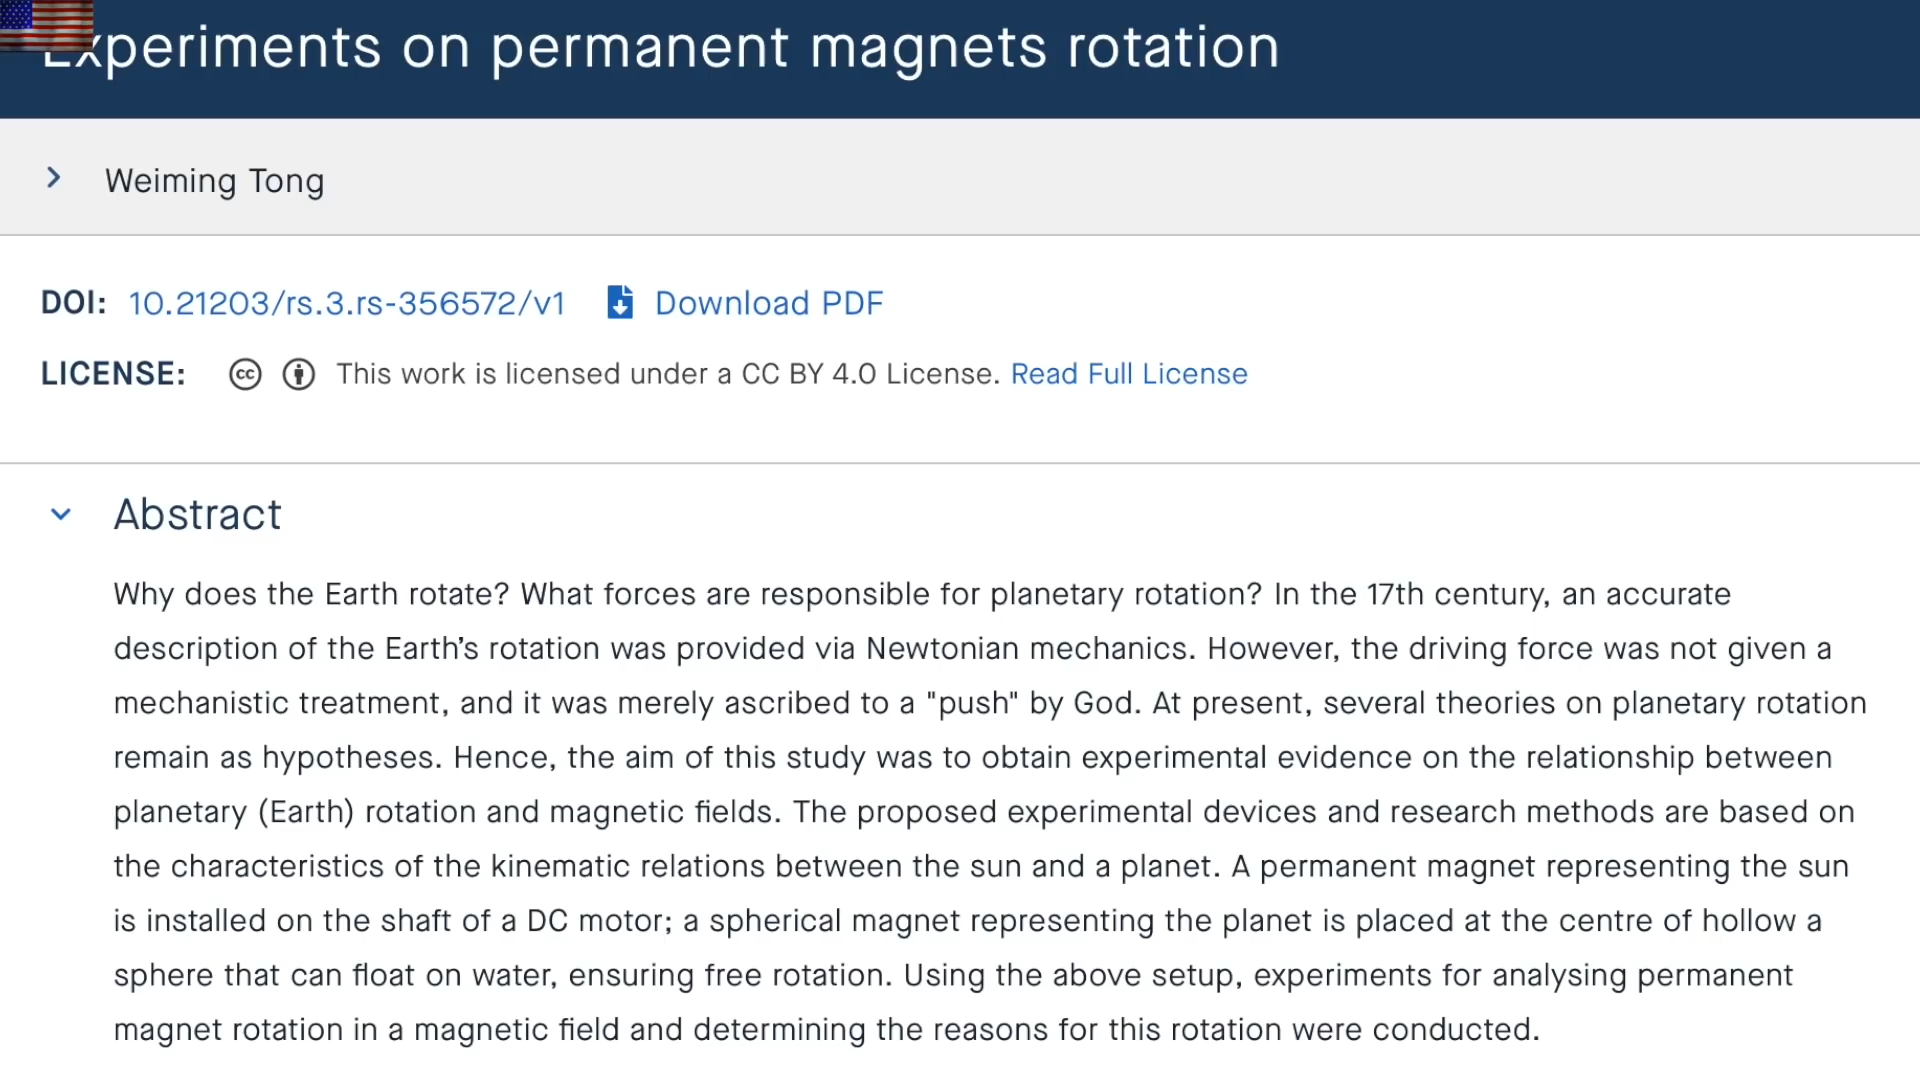 Experiments on permanent magnets rotation
Weiming Tong
DOI: 10.21203/rs.3.rs-356572/v1 Download PDF
LICENSE: cc This work is licensed under a CC BY 4.0 License. Read Full License
Abstract
Why does the Earth rotate? What forces are responsible for planetary rotation? In the 17th century, an accurate
description of the Earth’s rotation was provided via Newtonian mechanics. However, the driving force was not given a
mechanistic treatment, and it was merely ascribed to a "push" by God. At present, several theories on planetary rotation
remain as hypotheses. Hence, the aim of this study was to obtain experimental evidence on the relationship between
planetary (Earth) rotation and magnetic fields. The proposed experimental devices and research methods are based on
the characteristics of the kinematic relations between the sun and a planet. A permanent magnet representing the sun
is installed on the shaft of a DC motor; a spherical magnet representing the planet is placed at the centre of hollow a
sphere that can float on water, ensuring free rotation. Using the above setup, experiments for analysing permanent
magnet rotation in a magnetic field and determining the reasons for this rotation were conducted.